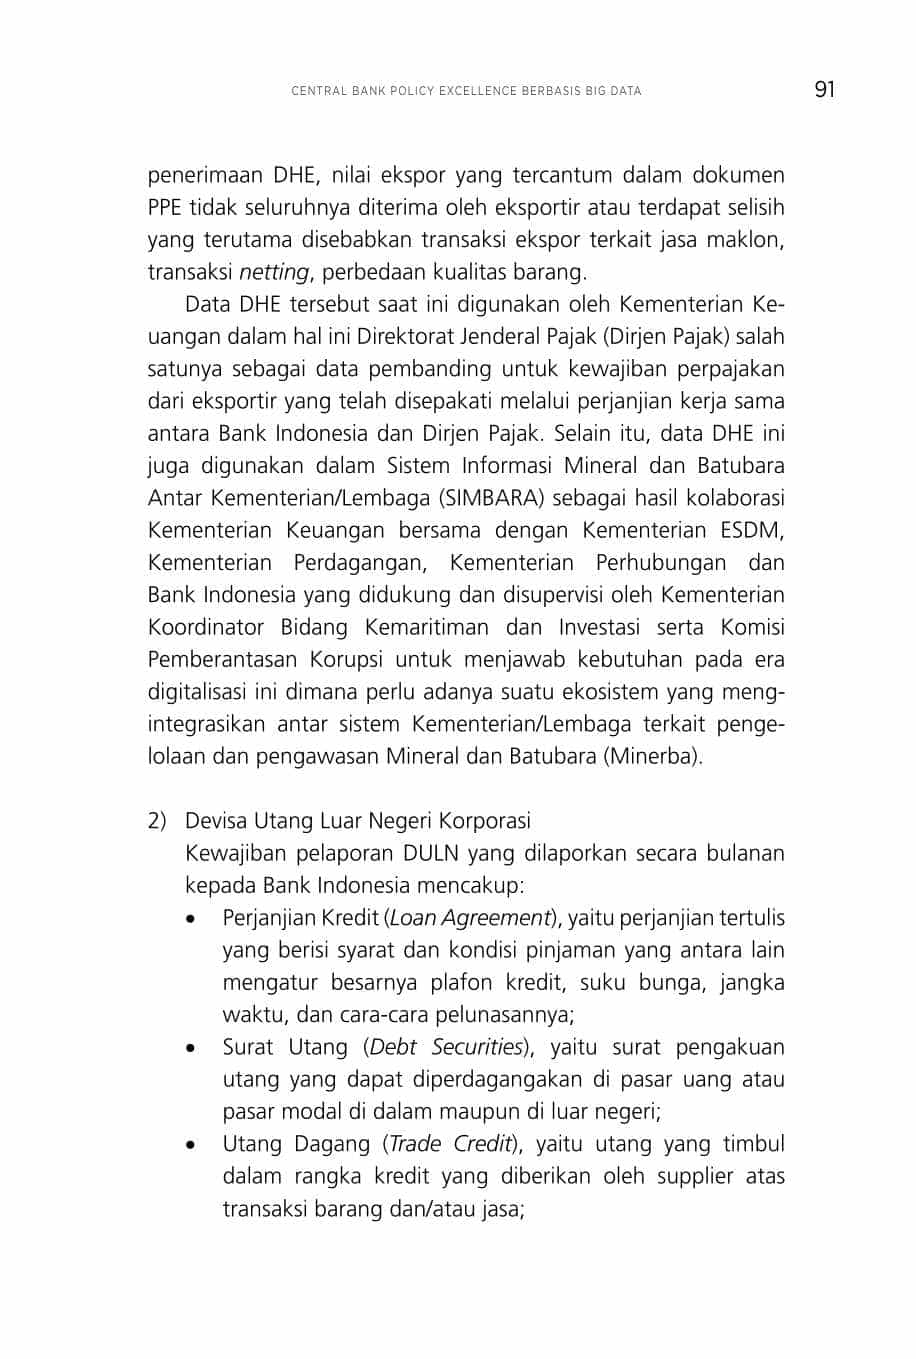 CENTRAL BANK POLICY EXCELLENCE BERBASIS BIG DATA 91
penerimaan DHE, nilai ekspor yang tercantum dalam dokumen
PPE tidak seluruhnya diterima oleh eksportir atau terdapat selisih
yang terutama disebabkan transaksi ekspor terkait jasa maklon,
transaksi netting, perbedaan kualitas barang.
Data DHE tersebut saat ini digunakan oleh Kementerian Ke-
uangan dalam hal ini Direktorat Jenderal Pajak (Dirjen Pajak) salah
satunya sebagai data pembanding untuk kewajiban perpajakan
dari eksportir yang telah disepakati melalui perjanjian kerja sama
antara Bank Indonesia dan Dirjen Pajak. Selain itu, data DHE ini
juga digunakan dalam Sistem Informasi Mineral dan Batubara
Antar Kementerian/Lembaga (SIMBARA) sebagai hasil kolaborasi
Kementerian Keuangan bersama dengan Kementerian ESDM,
Kementerian Perdagangan, Kementerian Perhubungan dan
Bank Indonesia yang didukung dan disupervisi oleh Kementerian
Koordinator Bidang Kemaritiman dan Investasi serta Komisi
Pemberantasan Korupsi untuk menjawab kebutuhan pada era
digitalisasi ini dimana perlu adanya suatu ekosistem yang meng-
integrasikan antar sistem Kementerian/Lembaga terkait penge-
lolaan dan pengawasan Mineral dan Batubara (Minerba).
2) Devisa Utang Luar Negeri Korporasi
Kewajiban pelaporan DULN yang dilaporkan secara bulanan
kepada Bank Indonesia mencakup:
• Perjanjian Kredit (Loan Agreement), yaitu perjanjian tertulis
yang berisi syarat dan kondisi pinjaman yang antara lain
mengatur besarnya plafon kredit, suku bunga, jangka
waktu, dan cara-cara pelunasannya;
• Surat Utang (Debt Securities), yaitu surat pengakuan
utang yang dapat diperdagangakan di pasar uang atau
pasar modal di dalam maupun di luar negeri;
• Utang Dagang (Trade Credit), yaitu utang yang timbul
dalam rangka kredit yang diberikan oleh supplier atas
transaksi barang dan/atau jasa;